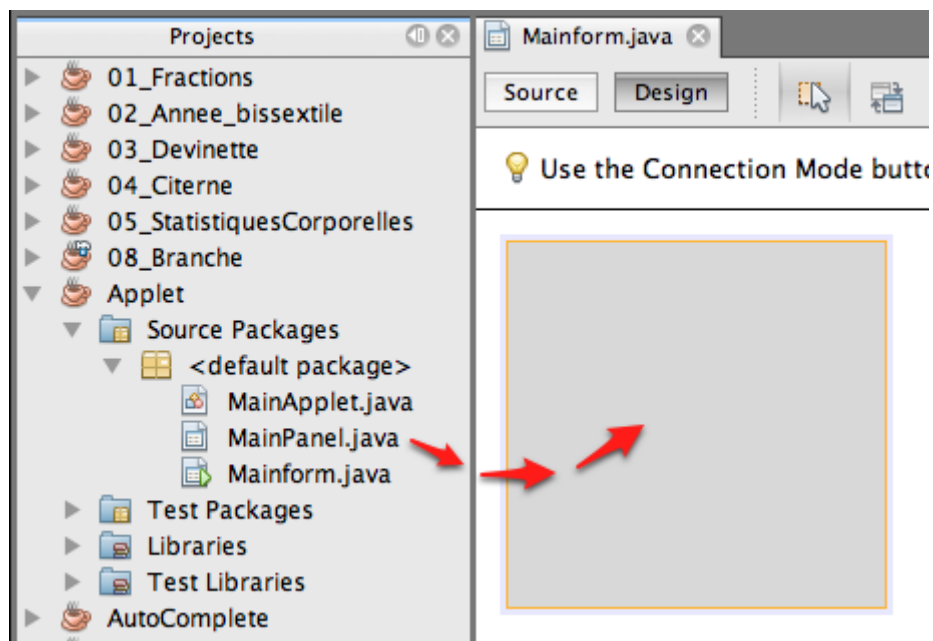 Projects
01_Fractions
02_Annee_bissextile
03_Devinette
04_Citerne
05_StatistiquesCorporelles
08_Branche
Applet
Source Packages
<default package>
MainApplet.java
MainPanel.java
Mainform.java
Test Packages
Libraries
Test Libraries
AutoComplete
Mainform.java
Source Design
Use the Connection Mode